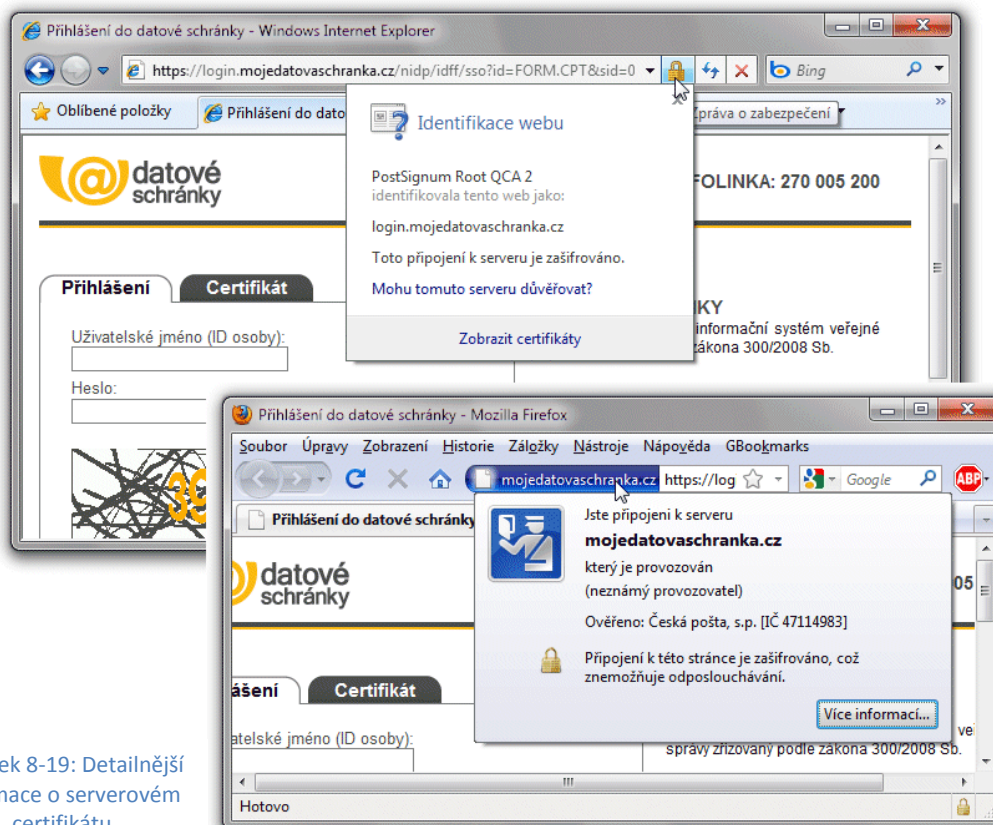 Přihlášení do datové schránky - Windows Internet Explorer
https://login.mojedatovaschranka.cz/nidp/idff/sso?id=FORM.CPT&sid=0
Bing
Oblíbené položky
Přihlášení do dato
zpráva o zabezpečení
Identifikace webu
PostSignum Root QCA 2
identifikovala tento web jako:
login.mojedatovaschranka.cz
Toto připojení k serveru je zašifrováno.
Mohu tomuto serveru důvěřovat?
Zobrazit certifikáty
datové
schránky
FOLINKA: 270 005 200
Přihlášení
Certifikát
KY
informační systém veřejné
zákona 300/2008 Sb.
Uživatelské jméno (ID osoby):
Heslo:
39
Přihlášení do datové schránky - Mozilla Firefox
Soubor Úpravy Zobrazení Historie Záložky Nástroje Nápověda GBookmarks
mojedatovaschranka.cz https://log
Google
ABP
Přihlášení do datové schránky
Jste připojeni k serveru
mojedatovaschranka.cz
který je provozován
(neznámý provozovatel)
Ověřeno: Česká pošta, s.p. [IČ 47114983]
Připojení k této stránce je zašifrováno, což
znemožňuje odposlouchávání.
Více informací...
datové
schránky
05
ášení
Certifikát
atelské jméno (ID osoby):
ve
správy zřizovaný podle zákona 300/2008 Sb.
Hotovo
ek 8-19: Detailnější
mace o serverovém
certifikátu